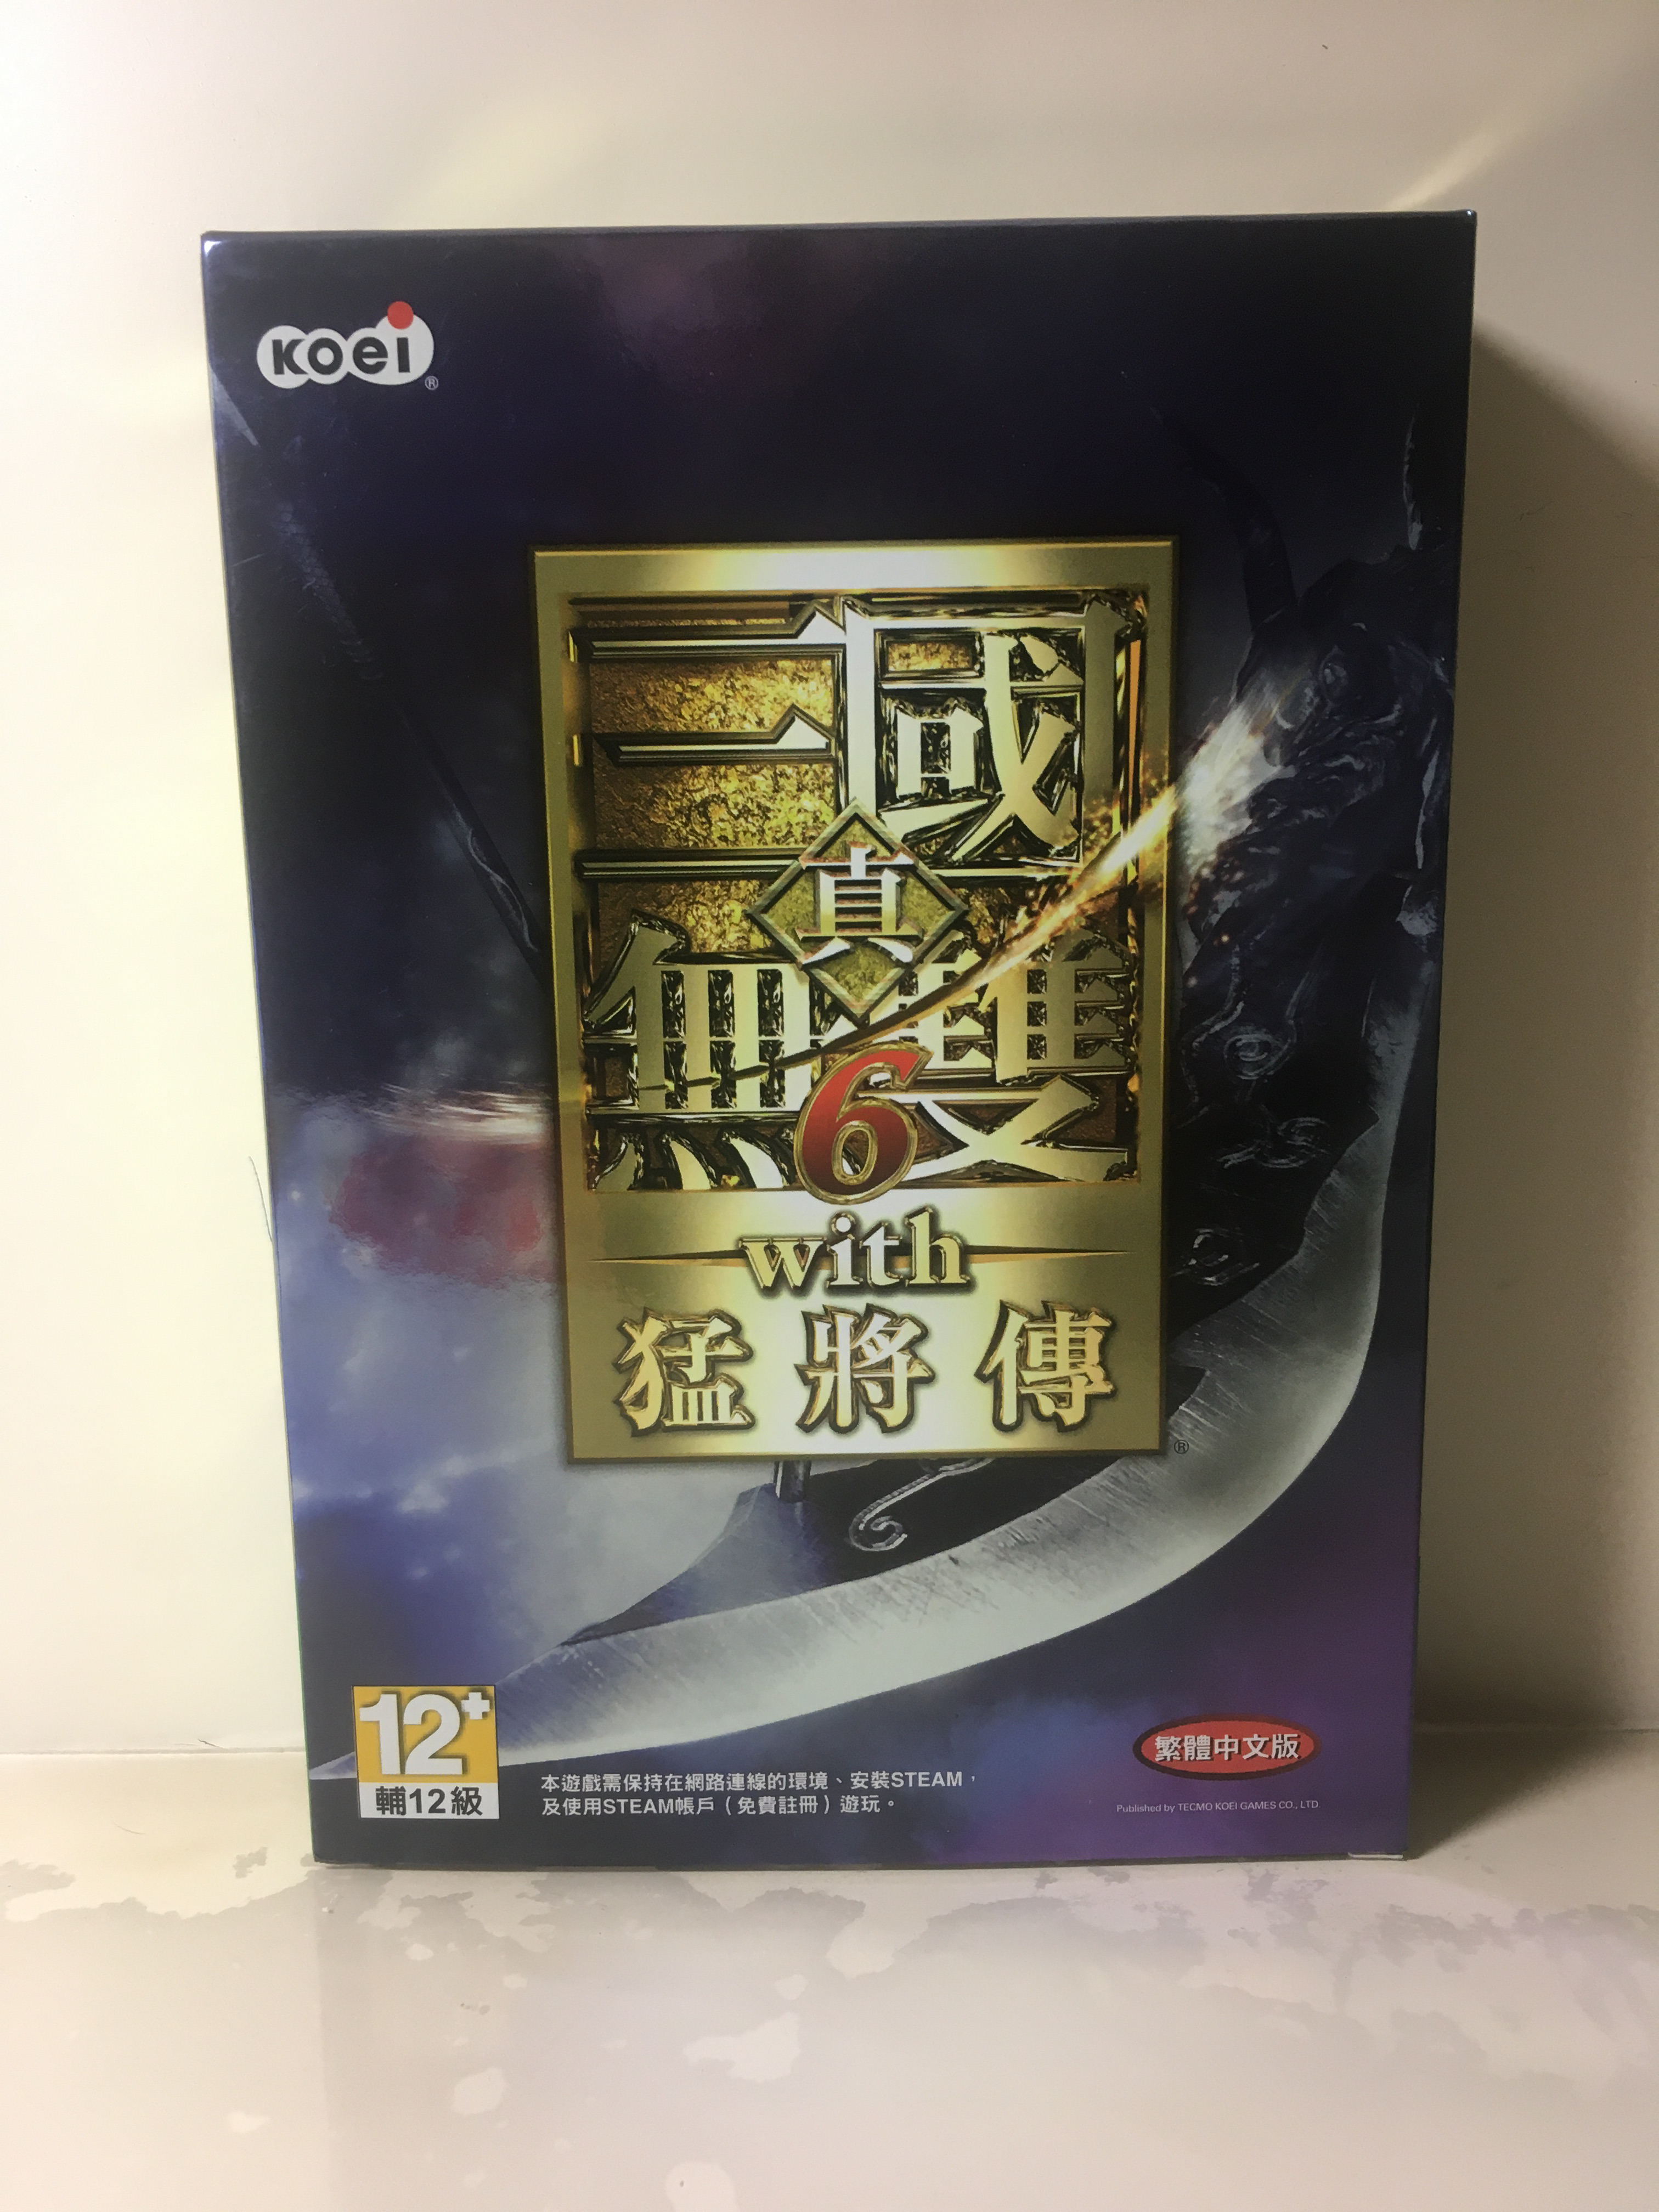 KOEI
®
三國
真
無雙
6
with
猛將傳
®
12+
輔12級
本遊戲需保持在網路連線的環境、安裝STEAM，
及使用STEAM帳戶（免費註冊）遊玩。
繁體中文版
Published by TECMO KOEI GAMES CO., LTD.